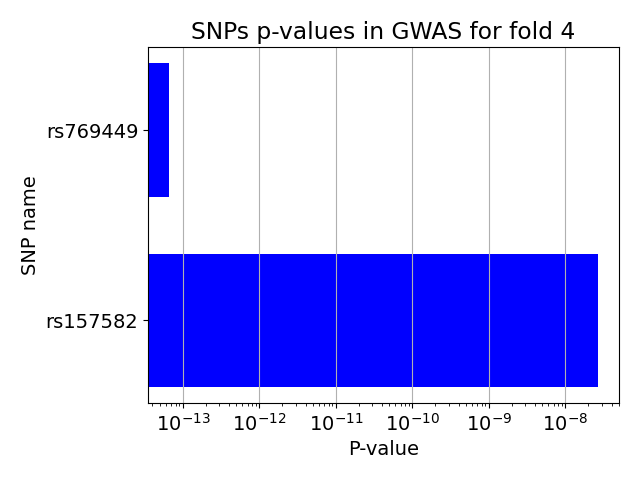 SNPs p-values in GWAS for fold 4
rs769449
rs157582
SNP name
10⁻¹³ 10⁻¹² 10⁻¹¹ 10⁻¹⁰ 10⁻⁹ 10⁻⁸
P-value